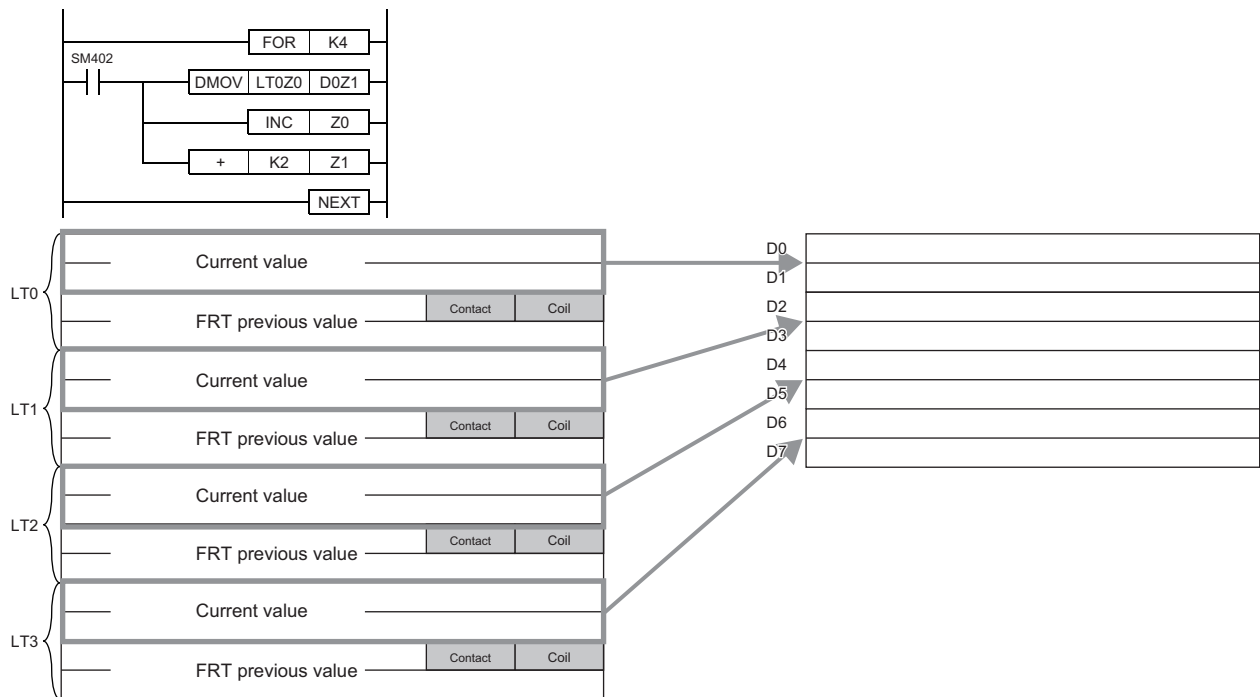 FOR K4
SM402
DMOV LT0Z0 D0Z1
INC Z0
+ K2 Z1
NEXT
LT0
Current value
FRT previous value
Contact Coil
LT1
Current value
FRT previous value
Contact Coil
LT2
Current value
FRT previous value
Contact Coil
LT3
Current value
FRT previous value
Contact Coil
D0
D1
D2
D3
D4
D5
D6
D7